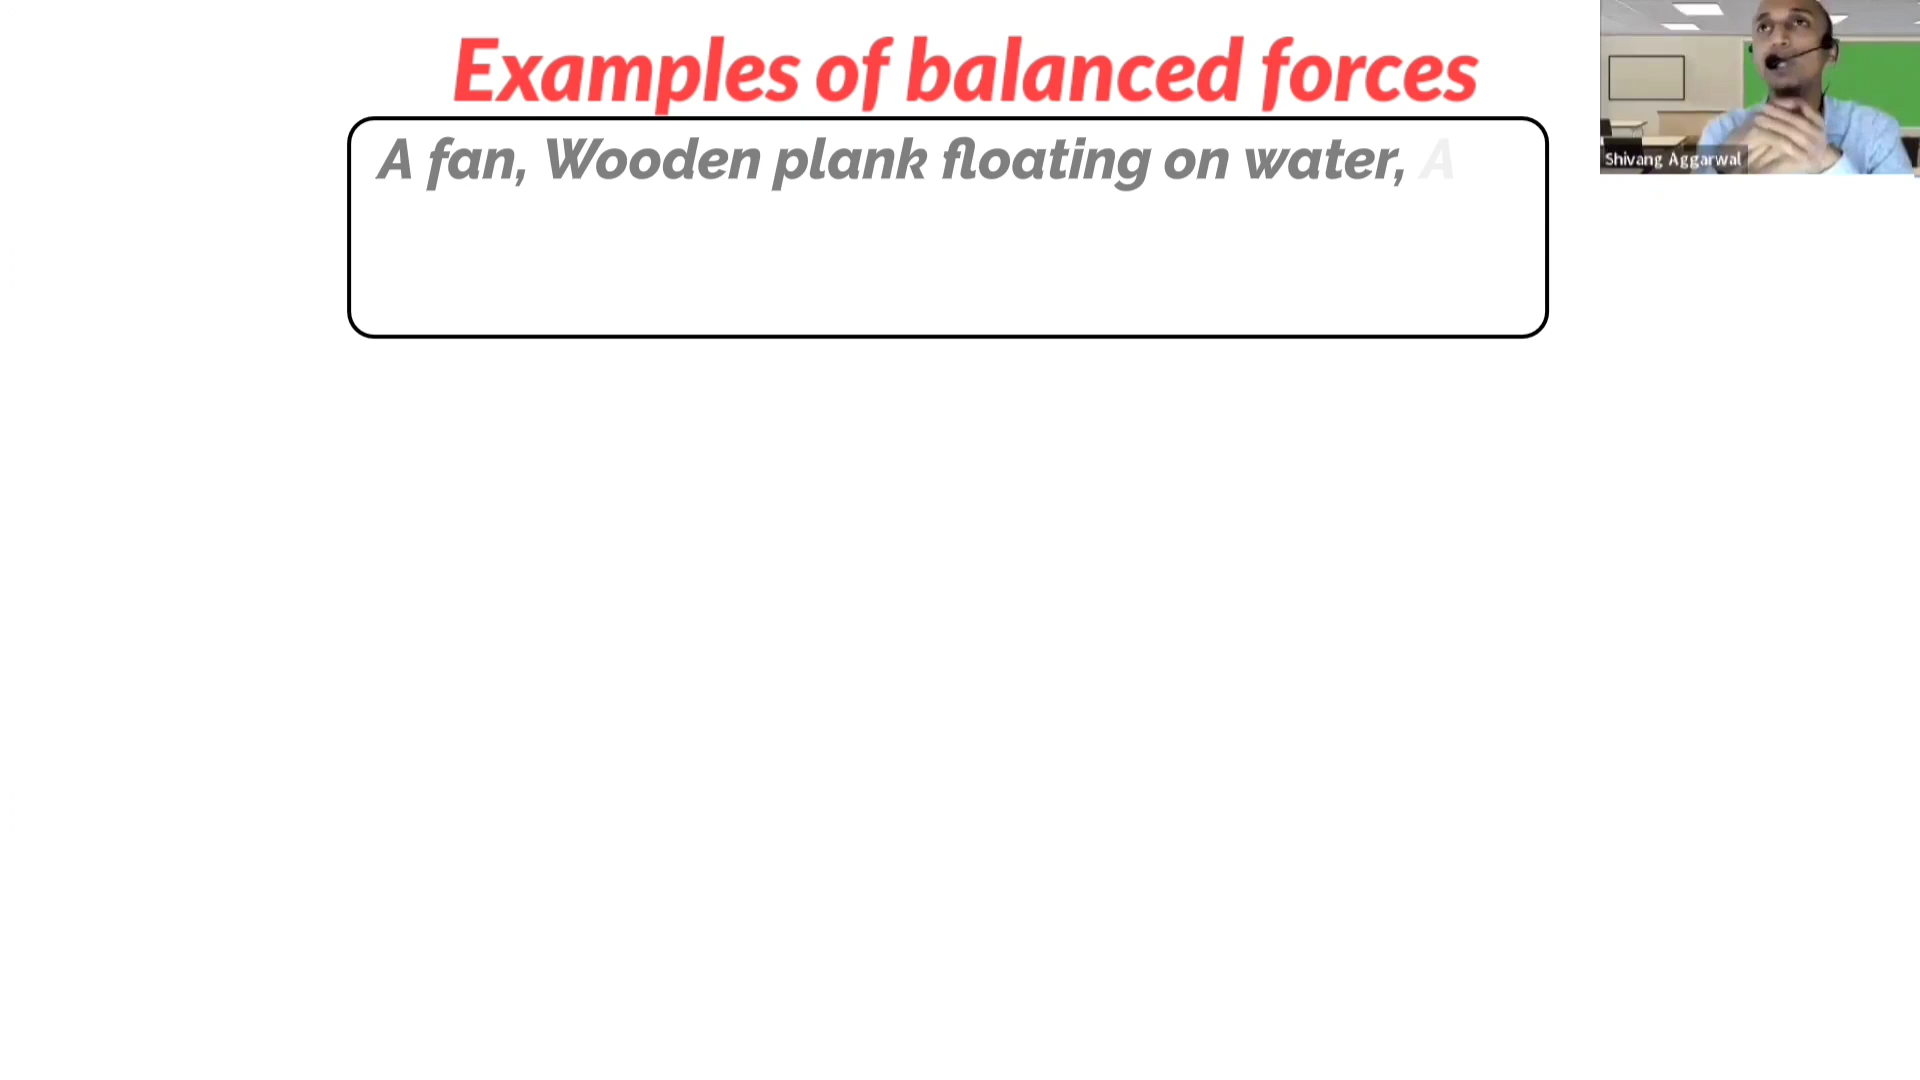 Examples of balanced forces
A fan, Wooden plank floating on water, A
Shivang Aggarwal